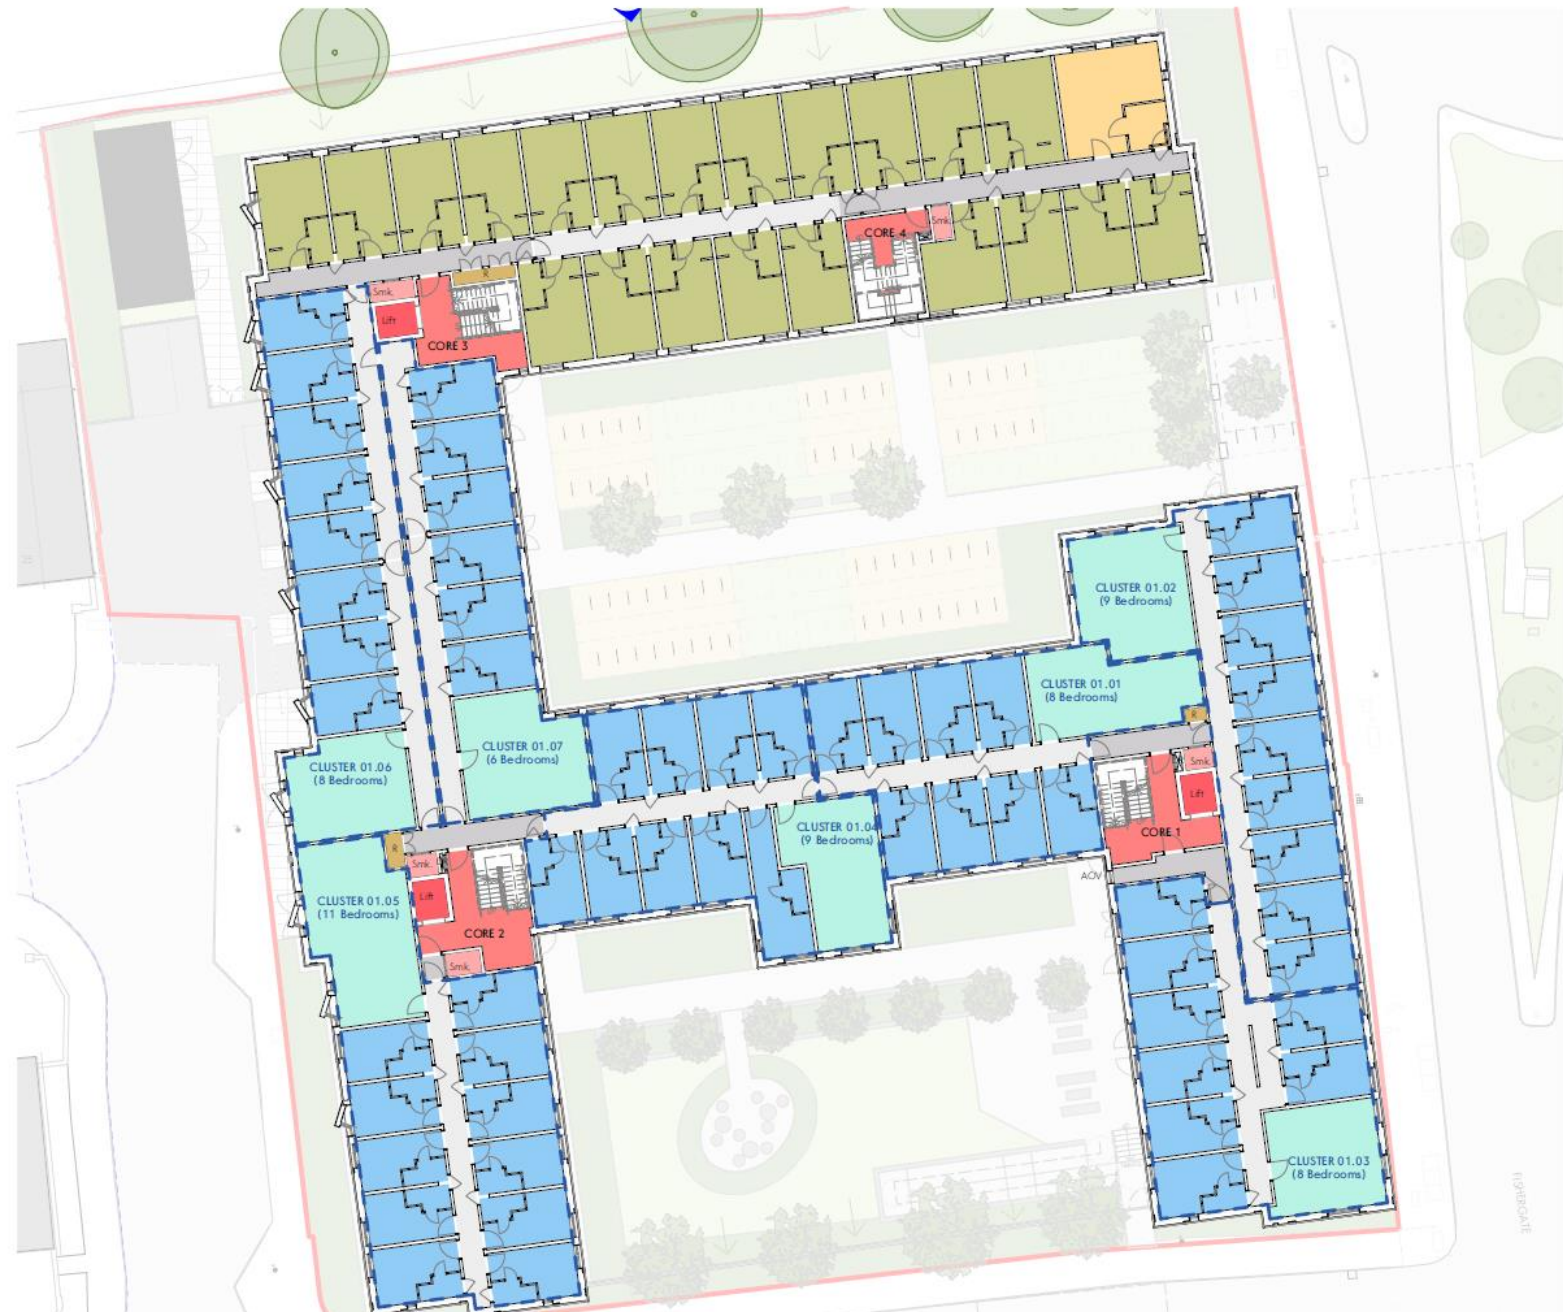 CORE 4
Smk.
R
Smk.
Lift
CORE 3
CLUSTER 01.02
(9 Bedrooms)
CLUSTER 01.01
(8 Bedrooms)
R
CLUSTER 01.07
(6 Bedrooms)
CLUSTER 01.06
(8 Bedrooms)
Smk.
Lift
CORE 1
CLUSTER 01.04
(9 Bedrooms)
R
Smk.
AOV
Lift
CLUSTER 01.05
(11 Bedrooms)
CORE 2
Smk.
CLUSTER 01.03
(8 Bedrooms)
FISHERGATE